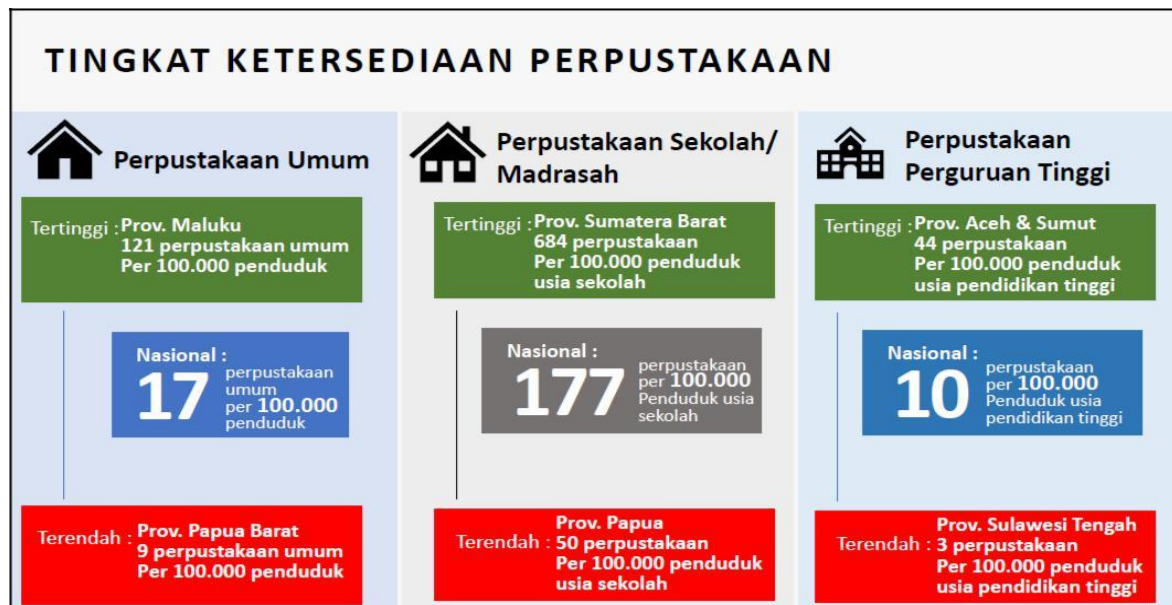 TINGKAT KETERSEDIAAN PERPUSTAKAAN
Perpustakaan Umum
Tertinggi : Prov. Maluku
121 perpustakaan umum
Per 100.000 penduduk
Nasional :
17
perpustakaan
umum
per 100.000
penduduk
Terendah : Prov. Papua Barat
9 perpustakaan umum
Per 100.000 penduduk
Perpustakaan Sekolah/
Madrasah
Tertinggi : Prov. Sumatera Barat
684 perpustakaan
Per 100.000 penduduk
usia sekolah
Nasional :
177
perpustakaan
per 100.000
Penduduk usia
sekolah
Prov. Papua
Terendah : 50 perpustakaan
Per 100.000 penduduk
usia sekolah
Perpustakaan
Perguruan Tinggi
Tertinggi : Prov. Aceh & Sumut
44 perpustakaan
Per 100.000 penduduk
usia pendidikan tinggi
Nasional :
10
perpustakaan
per 100.000
Penduduk usia
pendidikan tinggi
Prov. Sulawesi Tengah
Terendah : 3 perpustakaan
Per 100.000 penduduk
usia pendidikan tinggi